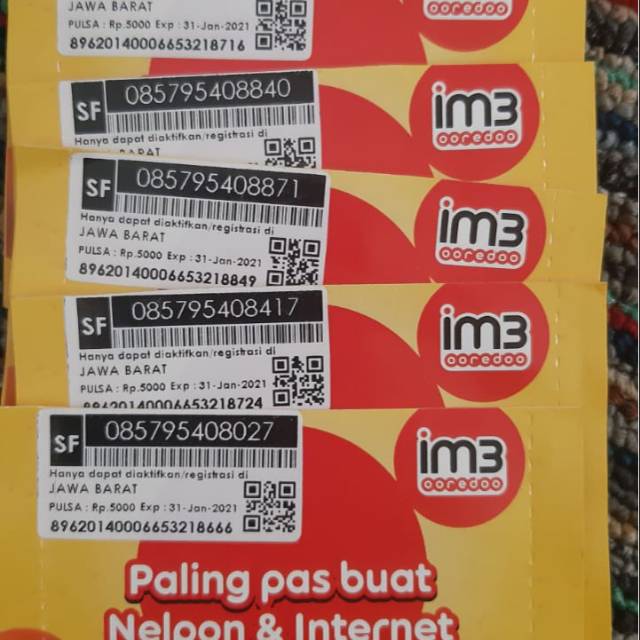 JAWA BARAT
PULSA : Rp.5000 Exp : 31-Jan-2021
89620140006653218716
ooredoo
SF
085795408840
im3
ooredoo
Hanya dapat diaktifkan/registrasi di
JAWA BARAT
SF
085795408871
im3
ooredoo
Hanya dapat diaktifkan/registrasi di
JAWA BARAT
PULSA : Rp.5000 Exp : 31-Jan-2021
89620140006653218849
SF
085795408417
im3
ooredoo
Hanya dapat diaktifkan/registrasi di
JAWA BARAT
PULSA : Rp.5000 Exp : 31-Jan-2021
89620140006653218724
SF
085795408027
im3
ooredoo
Hanya dapat diaktifkan/registrasi di
JAWA BARAT
PULSA : Rp.5000 Exp : 31-Jan-2021
89620140006653218666
Paling pas buat
Nelpon & Internet